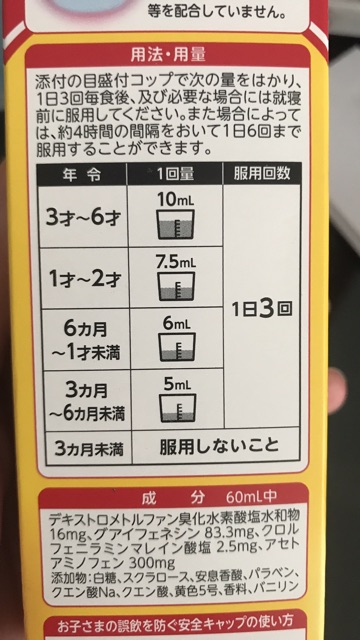 等を配合していません。
用法・用量
添付の目盛付コップで次の量をはかり、
1日3回毎食後、及び必要な場合には就寝
前に服用してください。また場合によって
は、約4時間の間隔をおいて1日6回まで
服用することができます。
年令 1回量 服用回数
3才〜6才 10mL
1才〜2才 7.5mL
1日3回
6カ月
〜1才未満 6mL
3カ月
〜6カ月未満 5mL
3カ月未満 服用しないこと
成分 60mL中
デキストロメトルファン臭化水素酸塩水和物
16mg、グアイフェネシン 83.3mg、クロル
フェニラミンマレイン酸塩 2.5mg、アセト
アミノフェン 300mg
添加物:白糖、スクラロース、安息香酸、パラベン、
クエン酸Na、クエン酸、黄色5号、香料、バニリン
お子さまの誤飲を防ぐ安全キャップの使い方